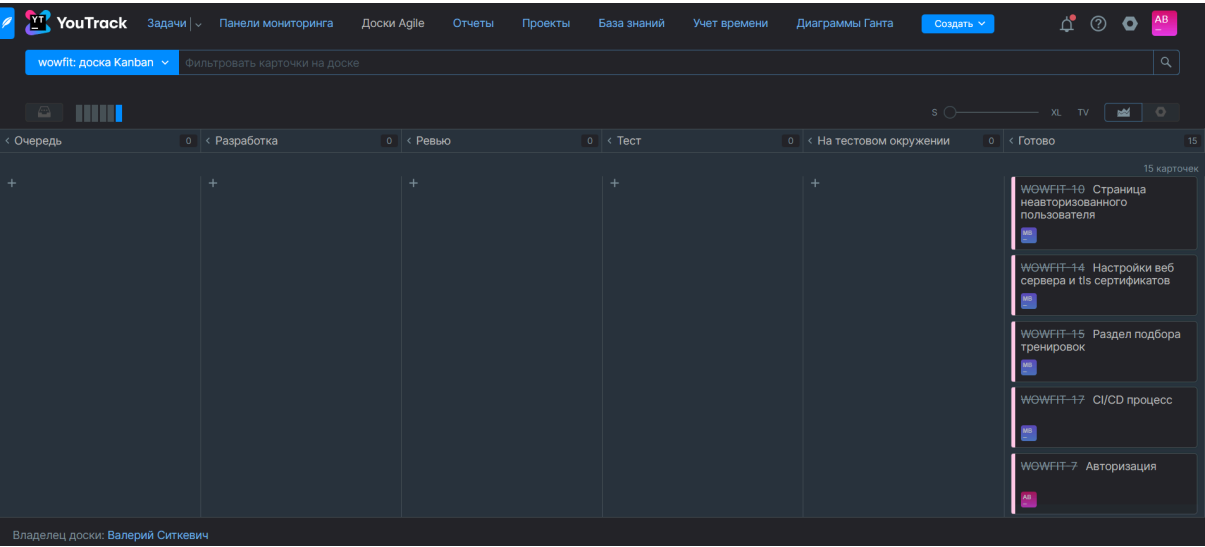 YT YouTrack Задачи Панели мониторинга Доски Agile Отчеты Проекты База знаний Учет времени Диаграммы Ганта Создать AB
wowfit: доска Kanban Фильтровать карточки на доске
S XL TV
Очередь 0 Разработка 0 Ревью 0 Тест 0 На тестовом окружении 0 Готово 15
15 карточек
+ + + + +
WOWFIT-10 Страница
неавторизованного
пользователя
MB
WOWFIT-14 Настройки веб
сервера и tls сертификатов
MB
WOWFIT-15 Раздел подбора
тренировок
MB
WOWFIT-17 CI/CD процесс
MB
WOWFIT-7 Авторизация
AB
Владелец доски: Валерий Ситкевич